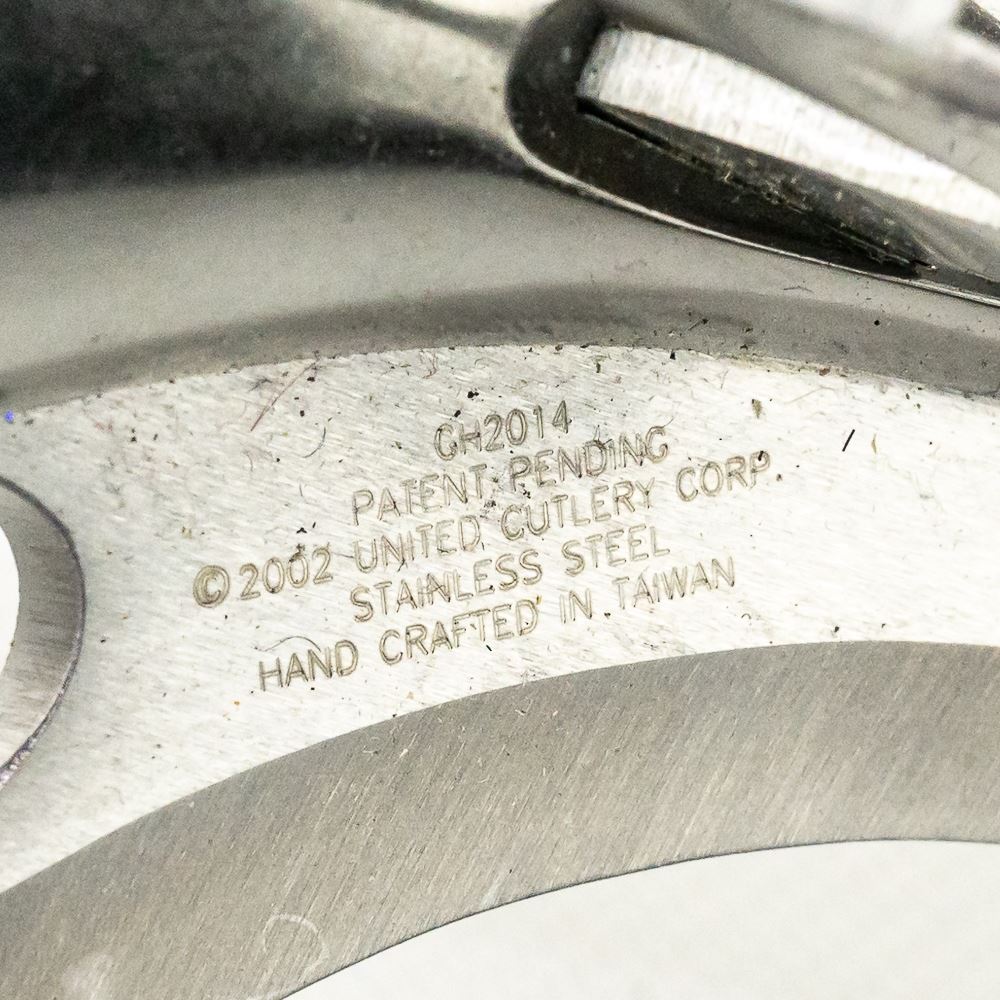 GH2014
PATENT PENDING
©2002 UNITED CUTLERY CORP.
STAINLESS STEEL
HAND CRAFTED IN TAIWAN